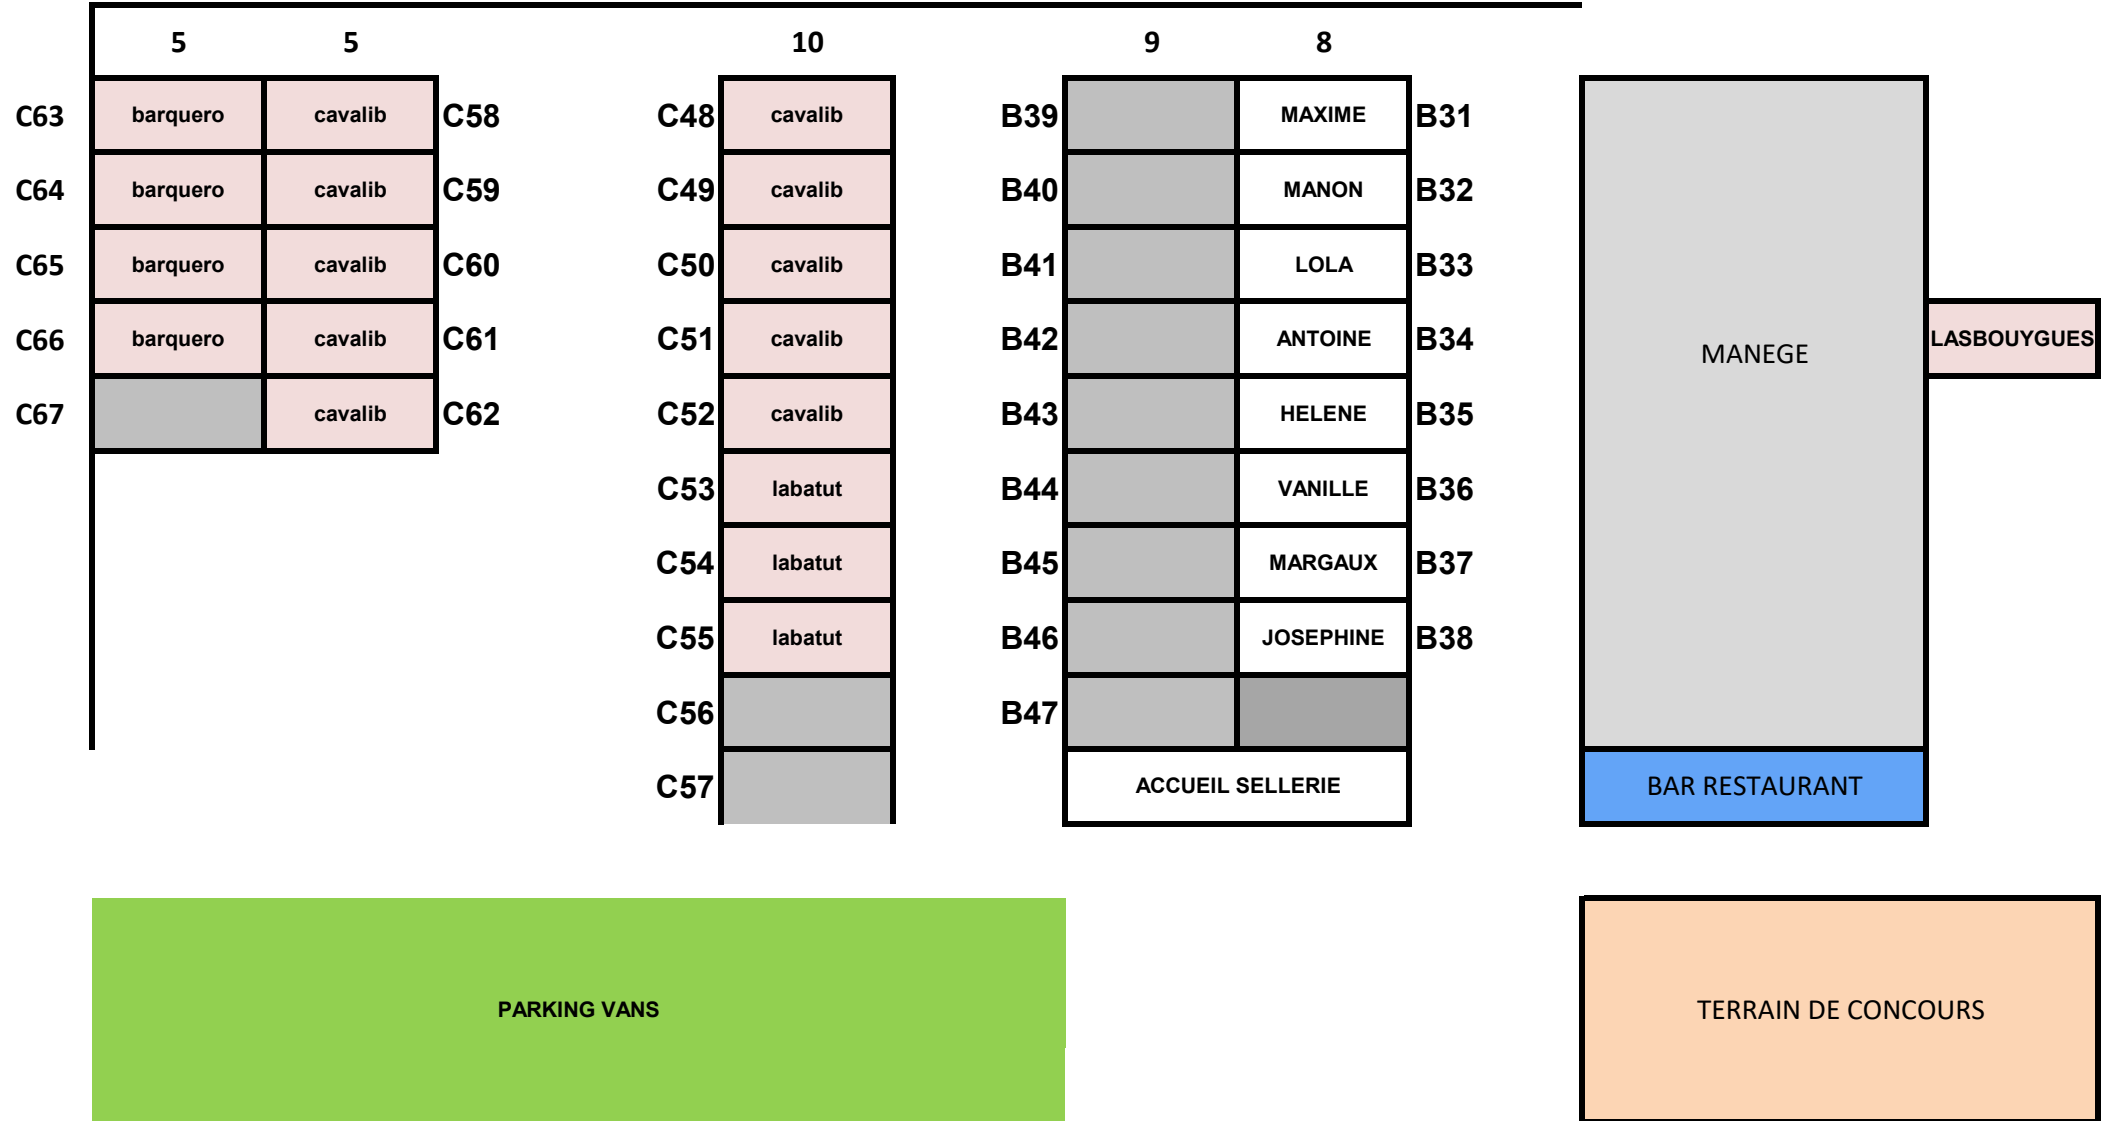 5 5 10 9 8
C63 barquero cavalib C58 C48 cavalib B39 MAXIME B31
C64 barquero cavalib C59 C49 cavalib B40 MANON B32
C65 barquero cavalib C60 C50 cavalib B41 LOLA B33
C66 barquero cavalib C61 C51 cavalib B42 ANTOINE B34 MANEGE LASBOUYGUES
C67 cavalib C62 C52 cavalib B43 HELENE B35
C53 labatut B44 VANILLE B36
C54 labatut B45 MARGAUX B37
C55 labatut B46 JOSEPHINE B38
C56 B47
C57 ACCUEIL SELLERIE BAR RESTAURANT
PARKING VANS TERRAIN DE CONCOURS